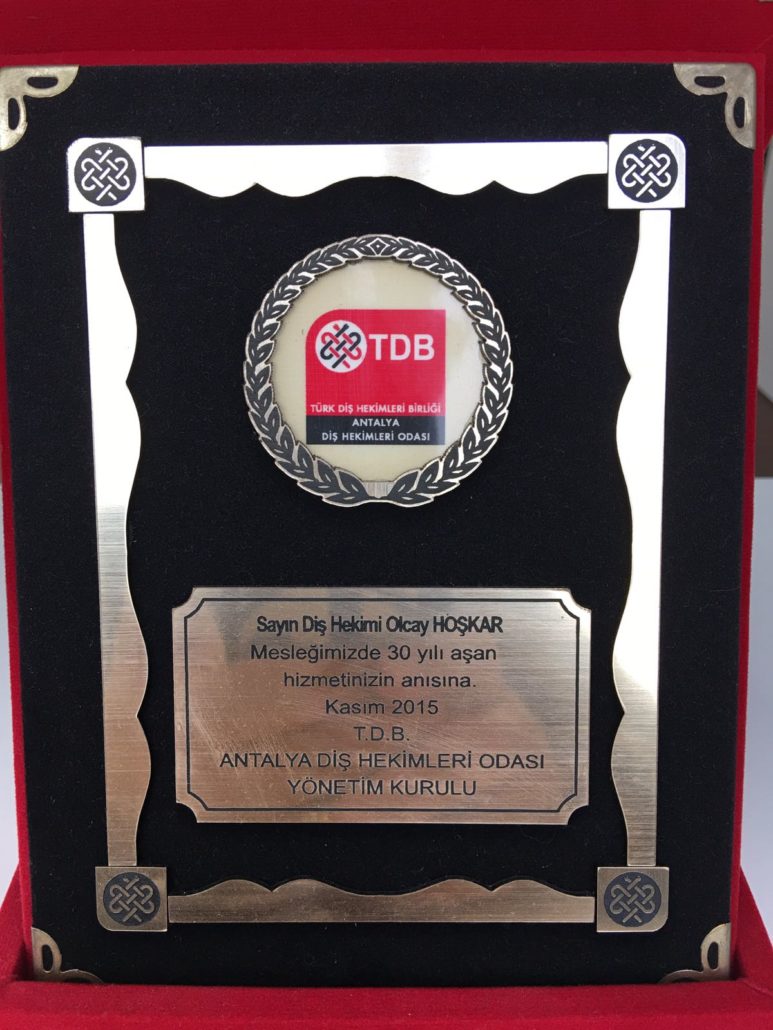 TDB
TÜRK DİŞ HEKİMLERİ BİRLİĞİ
ANTALYA
DİŞ HEKİMLERİ ODASI
Sayın Diş Hekimi Olcay HOŞKAR
Mesleğimizde 30 yılı aşan
hizmetinizin anısına.
Kasım 2015
T.D.B.
ANTALYA DİŞ HEKİMLERİ ODASI
YÖNETİM KURULU